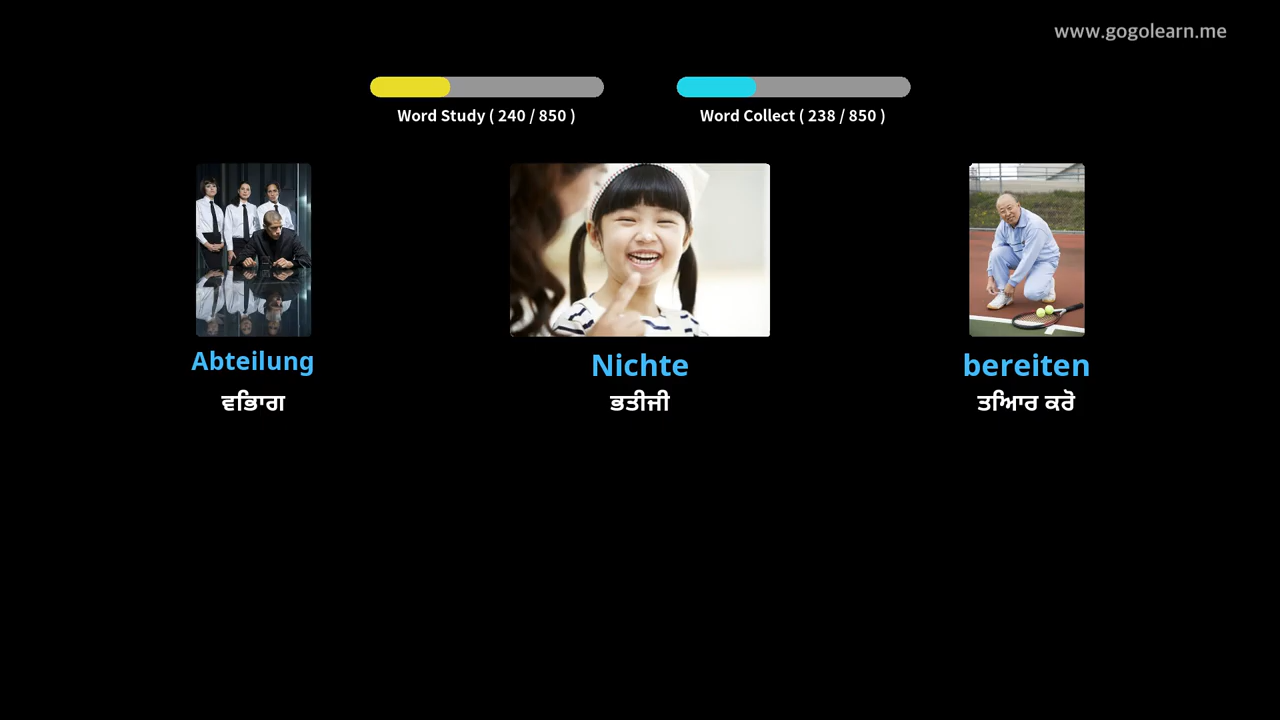 www.gogolearn.me
Word Study ( 240 / 850 )
Word Collect ( 238 / 850 )
Abteilung
Nichte
bereiten
ਵਿਭਾਗ
ਭਤੀਜੀ
ਤਿਆਰ ਕਰੋ